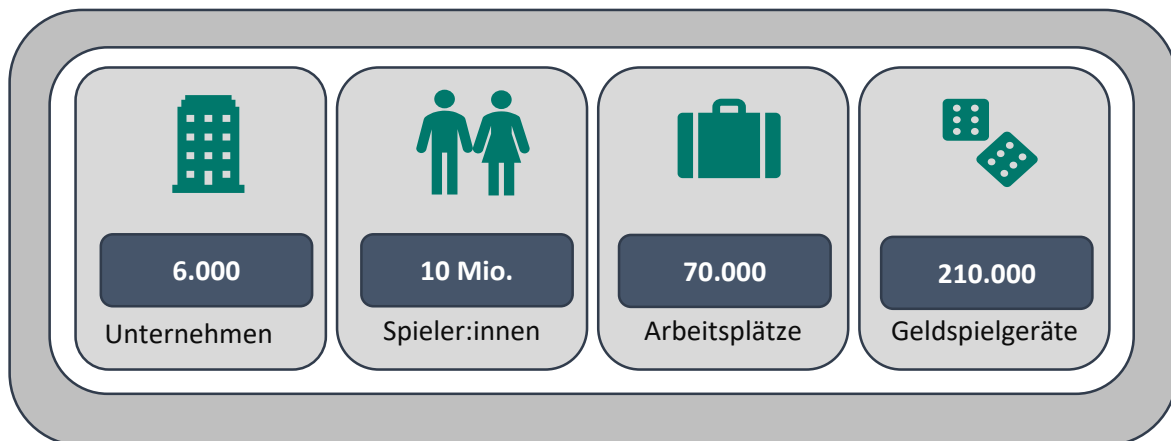 6.000
Unternehmen
10 Mio.
Spieler:innen
70.000
Arbeitsplätze
210.000
Geldspielgeräte